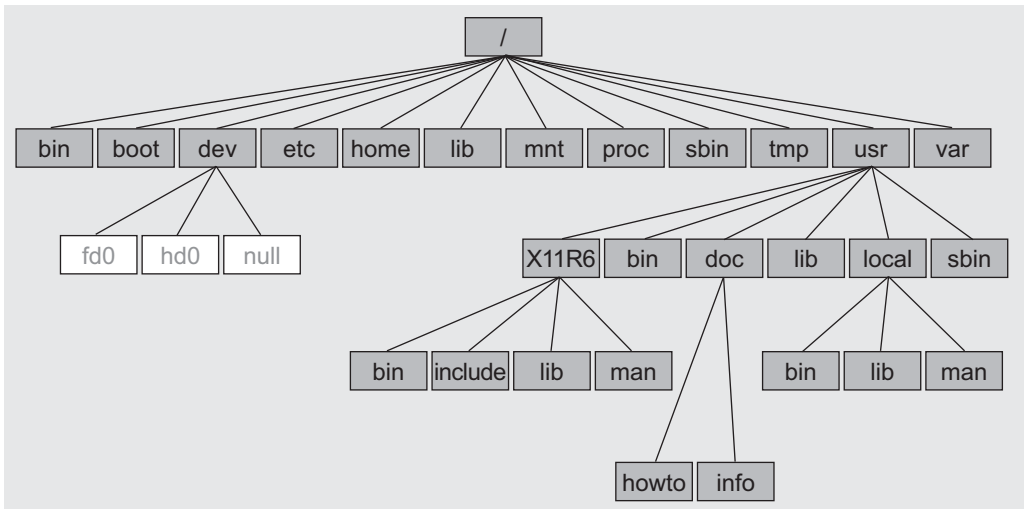 /
bin boot dev etc home lib mnt proc sbin tmp usr var
fd0 hd0 null X11R6 bin doc lib local sbin
bin include lib man bin lib man
howto info